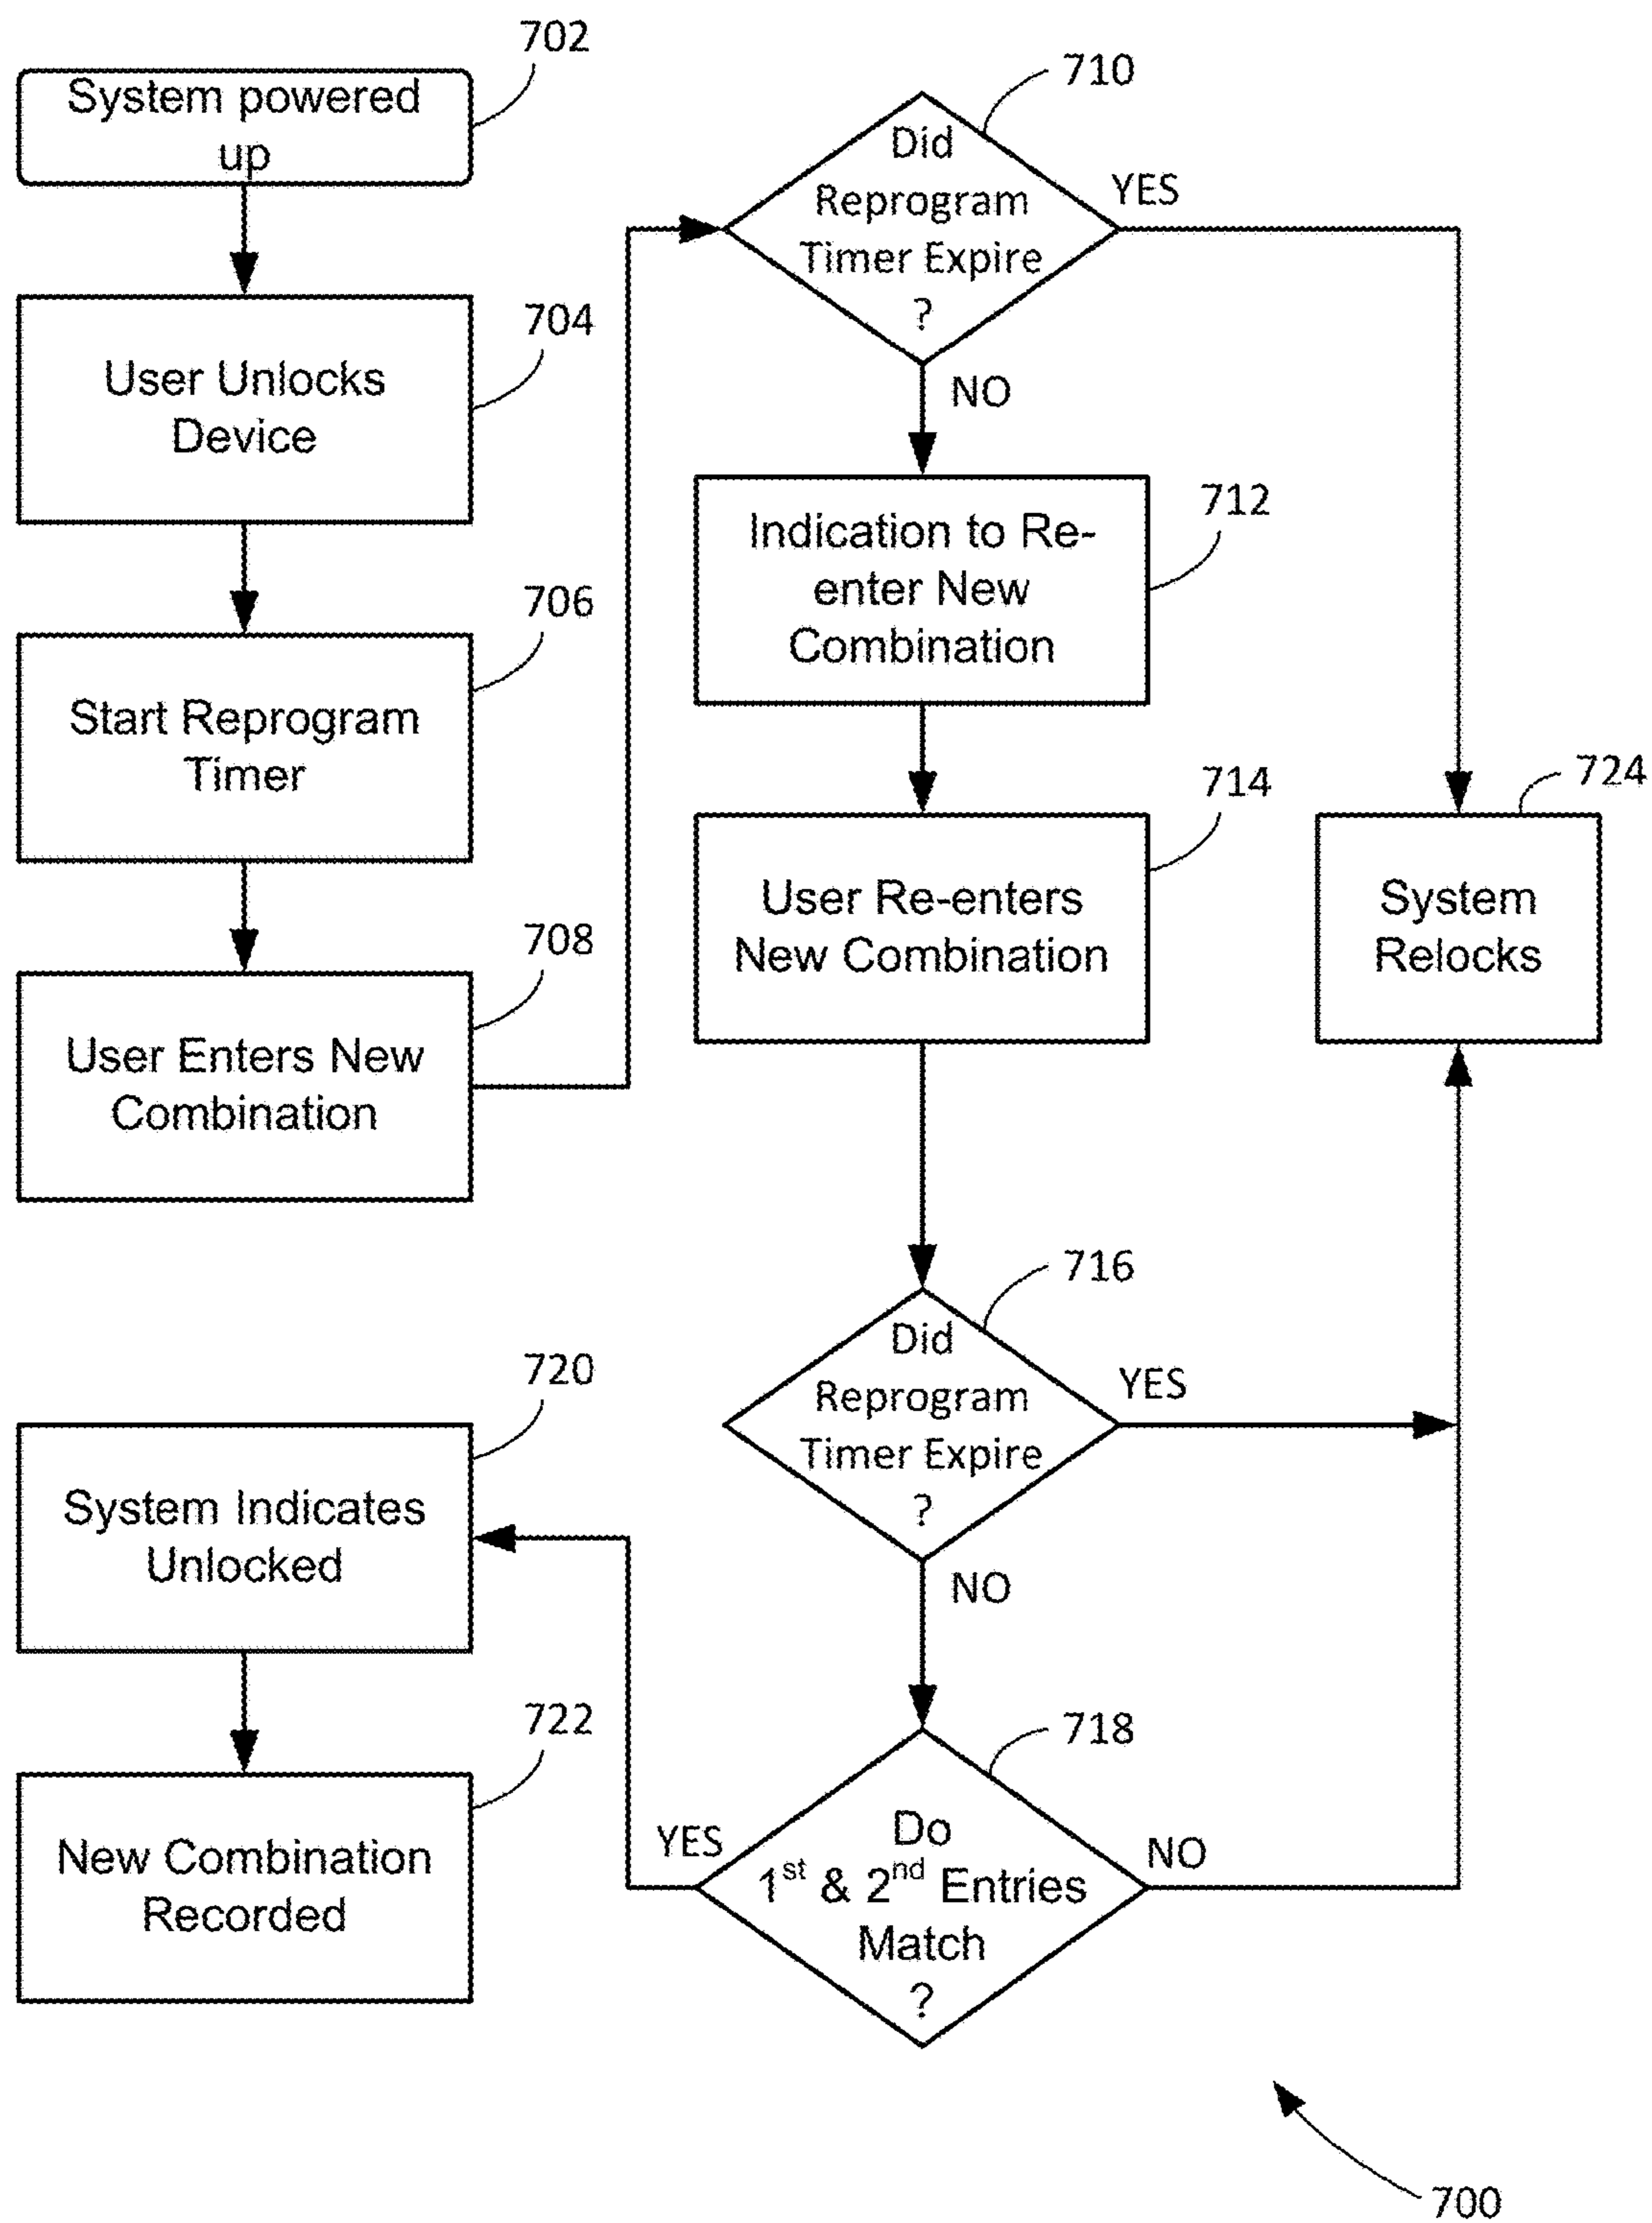 702
System powered
up
704
User Unlocks
Device
706
Start Reprogram
Timer
708
User Enters New
Combination
710
Did
Reprogram
Timer Expire
?
YES
NO
712
Indication to Re-
enter New
Combination
714
User Re-enters
New Combination
724
System
Relocks
716
Did
Reprogram
Timer Expire
?
YES
NO
718
Do
1st & 2nd Entries
Match
?
YES
NO
720
System Indicates
Unlocked
722
New Combination
Recorded
700